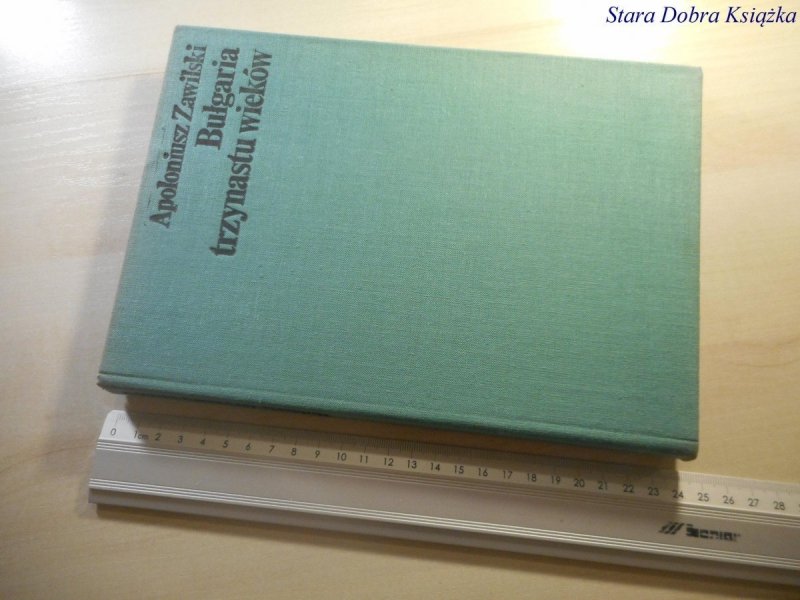 Stara Dobra Książka
Apoloniusz Zawilski
Bułgaria
trzynastu wieków
0 1cm 2 3 4 5 6 7 8 9 10 11 12 13 14 15 16 17 18 19 20 21 22 23 24 25 26 27 28